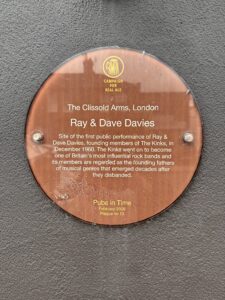 CAMPAIGN
FOR
REAL ALE
The Clissold Arms, London
Ray & Dave Davies
Site of the first public performance of Ray &
Dave Davies, founding members of The Kinks, in
December 1960. The Kinks went on to become
one of Britain's most influential rock bands and
its members are regarded as the founding fathers
of musical genres that emerged decades after
they disbanded.
Pubs in Time
February 2020
Plaque no 13